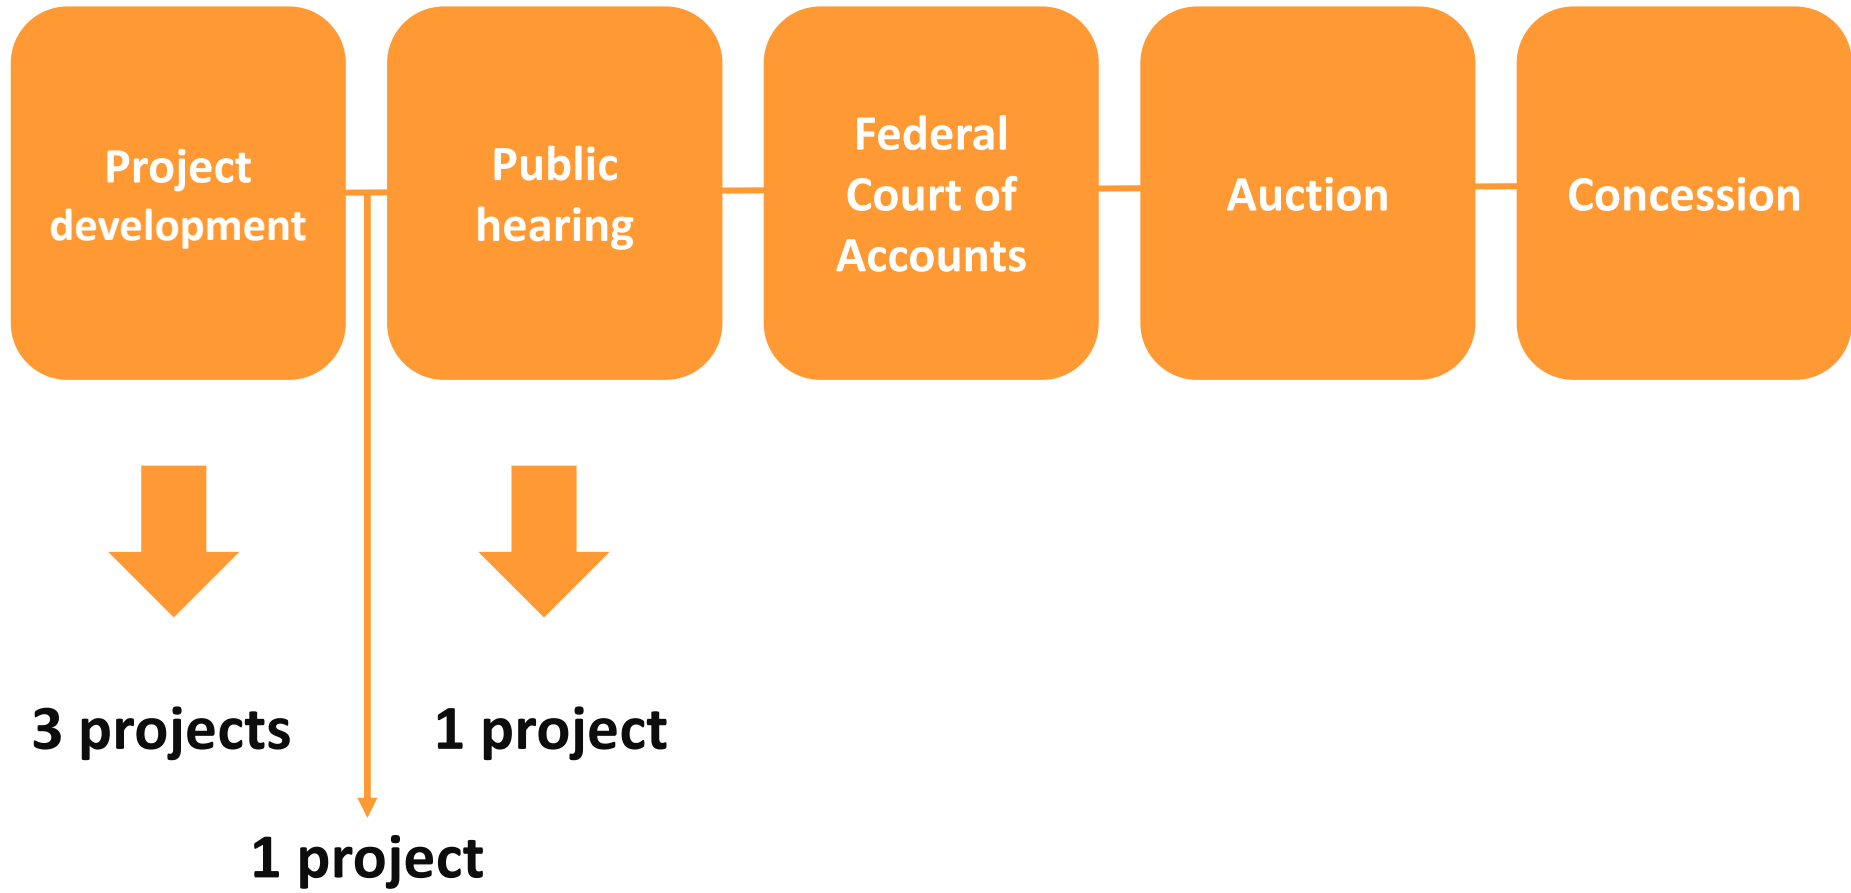 Project
development
Public
hearing
Federal
Court of
Accounts
Auction
Concession
3 projects
1 project
1 project